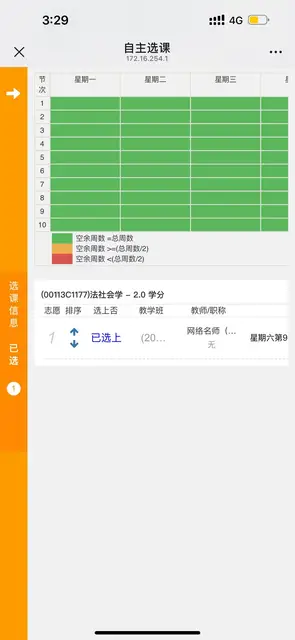 3:29
4G
自主选课
172.16.254.1
节次
星期一
星期二
星期三
1
2
3
4
5
6
7
8
9
10
空余周数 =总周数
空余周数 >=(总周数/2)
空余周数 <(总周数/2)
选课信息
已选
1
(00113C1177)法社会学 – 2.0 学分
志愿 排序 选上否 教学班 教师/职称
1 已选上 (20... 网络名师 (...
无
星期六第9